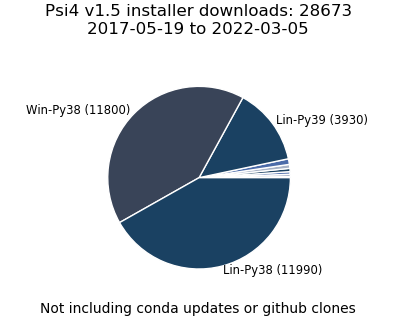 Psi4 v1.5 installer downloads: 28673
2017-05-19 to 2022-03-05
Win-Py38 (11800)
Lin-Py39 (3930)
Lin-Py38 (11990)
Not including conda updates or github clones